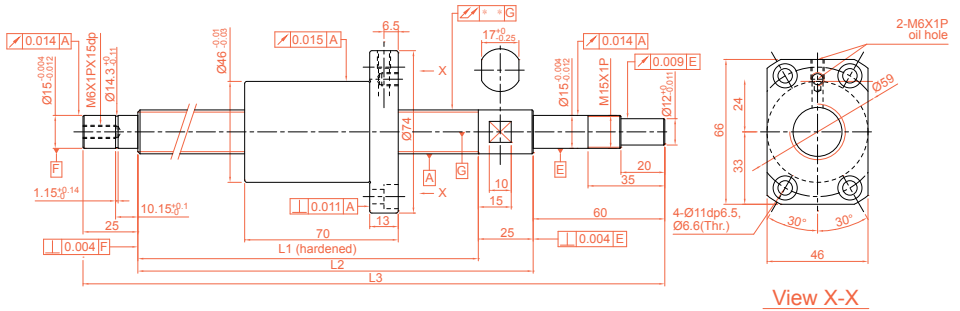 6.5
0.014 A
0.015 A
* * G
17 +0 -0.25
0.014 A
0.009 E
2-M6X1P
oil hole
Ø15 -0.004 -0.012
M6X1PX15dp
Ø14.3 +0 -0.11
Ø46 -0.01 -0.03
X
X
Ø74
Ø15 -0.004 -0.012
M15X1P
Ø12 +0 -0.011
Ø59
24
66
33
F
A
G
E
1.15 +0.14 -0
10.15 +0.1 -0
0.011 A
10
15
20
35
25
13
60
70
25
0.004 F
0.004 E
L1 (hardened)
L2
L3
4-Ø11dp6.5,
Ø6.6(Thr.)
30° 30°
46
View X-X